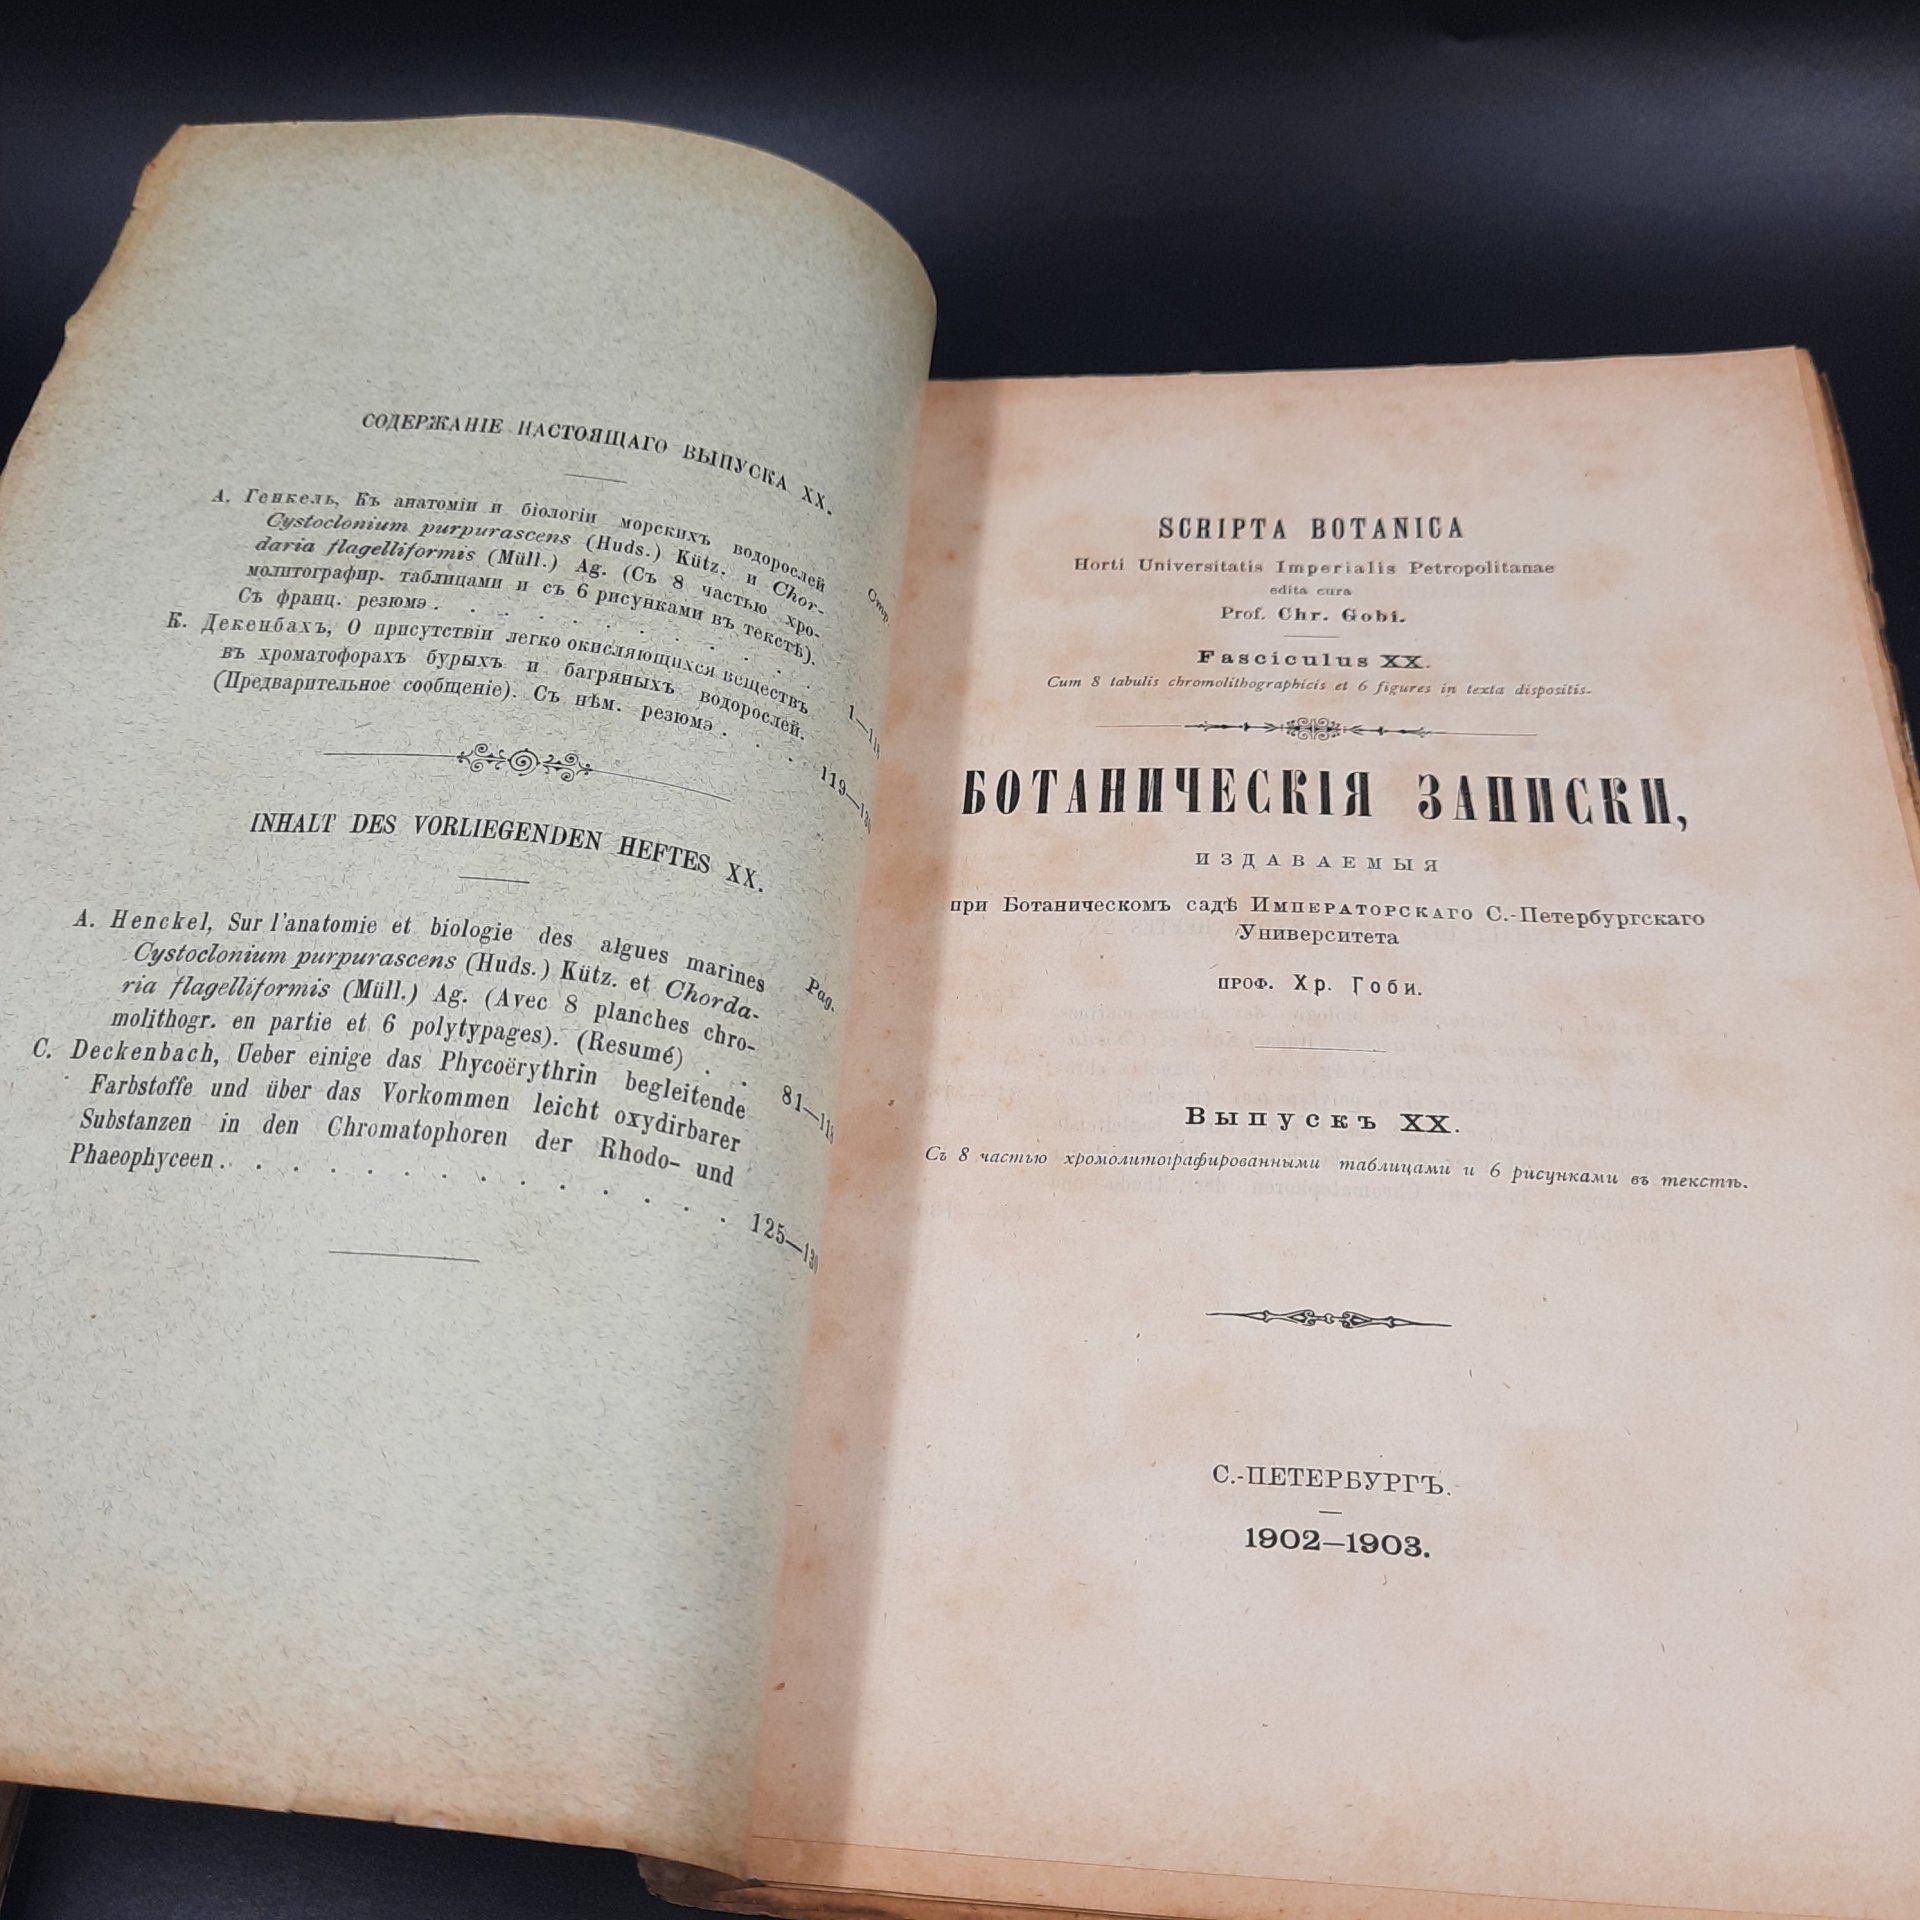 СОДЕРЖАНІЕ НАСТОЯЩАГО ВЫПУСКА XX.
Стр.
А. Генкель, Къ анатоміи и біологіи морскихъ водорослей
Cystoclonium purpurascens (Huds.) Kütz. и Chor-
daria flagelliformis (Müll.) Ag. (Съ 8 частью хро-
молитографир. таблицами и съ 6 рисунками въ текстѣ).
Съ франц. резюмэ . . . . . . . . . . 1—118
К. Декенбахъ, О присутствіи легко окисляющихся веществъ
въ хроматофорахъ бурыхъ и багряныхъ водорослей.
(Предварительное сообщеніе). Съ нѣм. резюмэ . . . 119—130
INHALT DES VORLIEGENDEN HEFTES XX.
Pag.
A. Henckel, Sur l'anatomie et biologie des algues marines
Cystoclonium purpurascens (Huds.) Kütz. et Chorda-
ria flagelliformis (Müll.) Ag. (Avec 8 planches chro-
molithogr. en partie et 6 polytypages). (Resumé) . . 81—118
C. Deckenbach, Ueber einige das Phycoërythrin begleitende
Farbstoffe und über das Vorkommen leicht oxydirbarer
Substanzen in den Chromatophoren der Rhodo- und
Phaeophyceen . . . . . . . . . . . . 125—130
SCRIPTA BOTANICA
Horti Universitatis Imperialis Petropolitanae
edita cura
Prof. Chr. Gobi.
Fasciculus XX.
Cum 8 tabulis chromolithographicis et 6 figures in texta dispositis.
БОТАНИЧЕСКІЯ ЗАПИСКИ,
ИЗДАВАЕМЫЯ
при Ботаническомъ садѣ ИМПЕРАТОРСКАГО С.-Петербургскаго
Университета
ПРОФ. Хр. Гоби.
Выпускъ XX.
Съ 8 частью хромолитографированными таблицами и 6 рисунками въ текстѣ.
С.-ПЕТЕРБУРГЪ.
1902—1903.